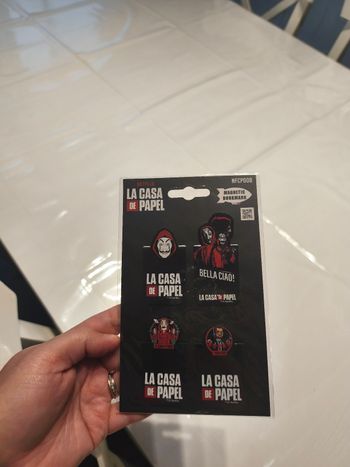 NETFLIX
LA CASA
DE PAPEL
NFCP008
MAGNETIC
BOOKMARK
LA CASA
DE PAPEL
BELLA CIAO!
LA CASA DE PAPEL
LA CASA
DE PAPEL
LA CASA
DE PAPEL